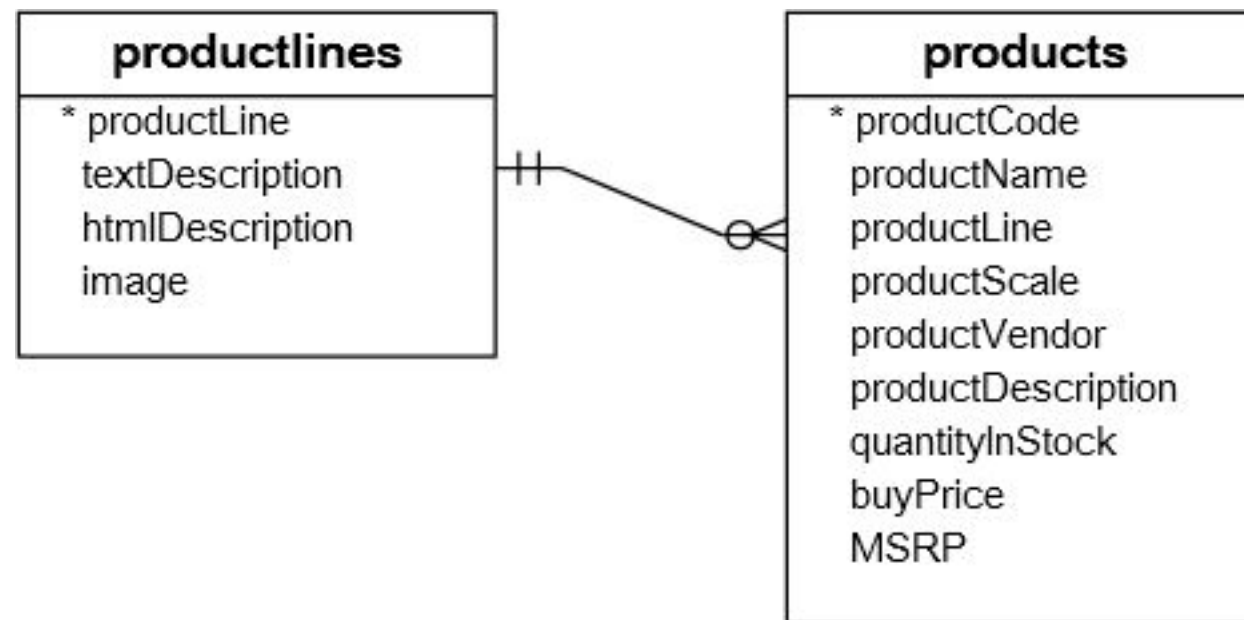 productlines
* productLine
textDescription
htmlDescription
image
products
* productCode
productName
productLine
productScale
productVendor
productDescription
quantityInStock
buyPrice
MSRP